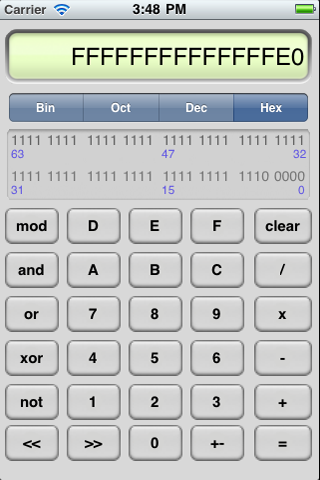 Carrier 3:48 PM
FFFFFFFFFFFFFFE0
Bin Oct Dec Hex
1111 1111 1111 1111 1111 1111 1111 1111
63 47 32
1111 1111 1111 1111 1111 1111 1110 0000
31 15 0
mod D E F clear
and A B C /
or 7 8 9 x
xor 4 5 6 -
not 1 2 3 +
<< >> 0 +- =